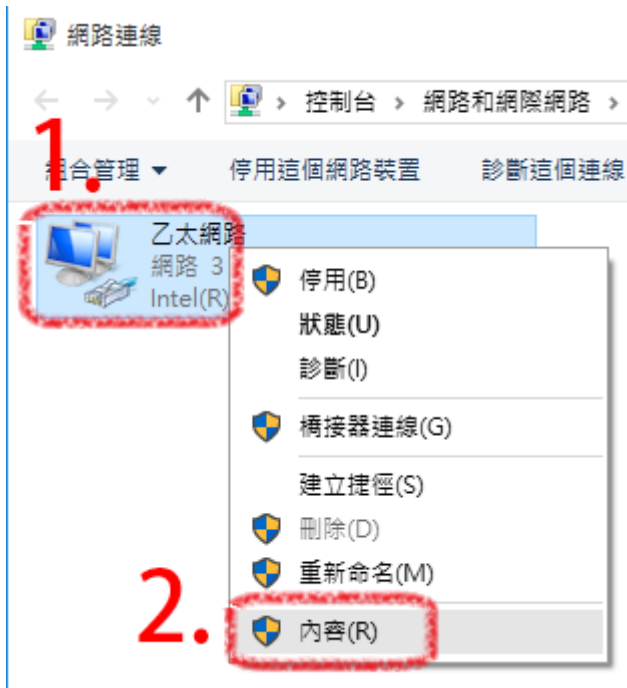 網路連線
控制台 › 網路和網際網路 ›
1.
組合管理 停用這個網路裝置 診斷這個連線
乙太網路
網路 3
Intel(R)
停用(B)
狀態(U)
診斷(I)
橋接器連線(G)
建立捷徑(S)
刪除(D)
重新命名(M)
2.
內容(R)